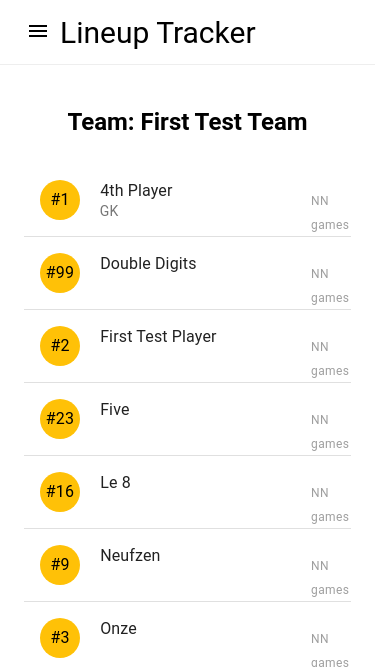 Lineup Tracker
Team: First Test Team
#1
4th Player
GK
NN
games
#99
Double Digits
NN
games
#2
First Test Player
NN
games
#23
Five
NN
games
#16
Le 8
NN
games
#9
Neufzen
NN
games
#3
Onze
NN
games